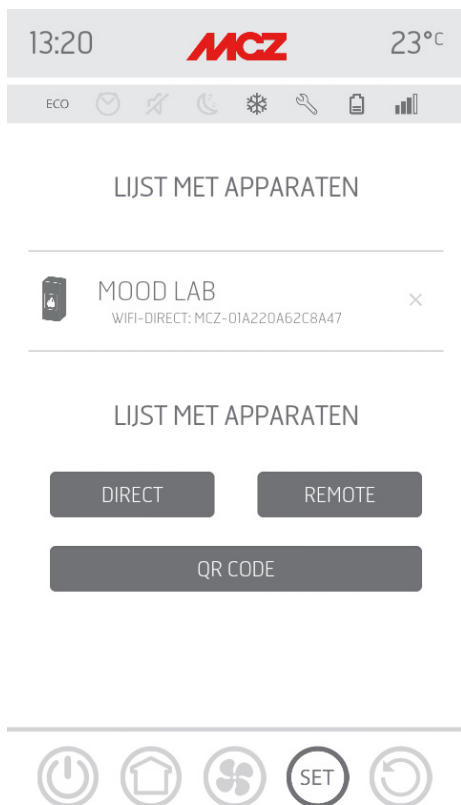 13:20 MCZ 23°C
ECO
LIJST MET APPARATEN
MOOD LAB
WIFI-DIRECT: MCZ-01A220A62C8A47
×
LIJST MET APPARATEN
DIRECT REMOTE
QR CODE
SET